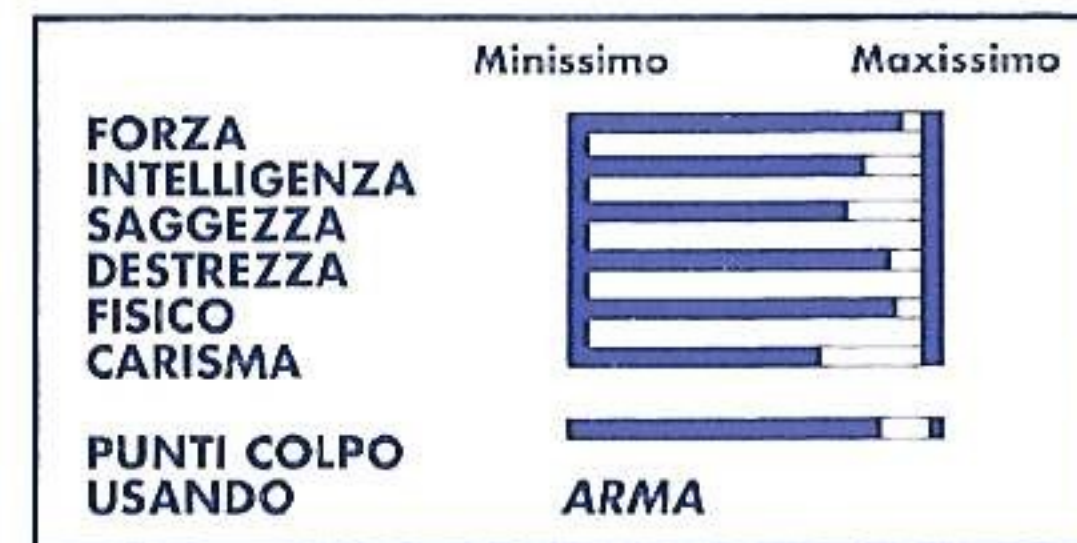 Minissimo Maxissimo
FORZA
INTELLIGENZA
SAGGEZZA
DESTREZZA
FISICO
CARISMA
PUNTI COLPO
USANDO ARMA